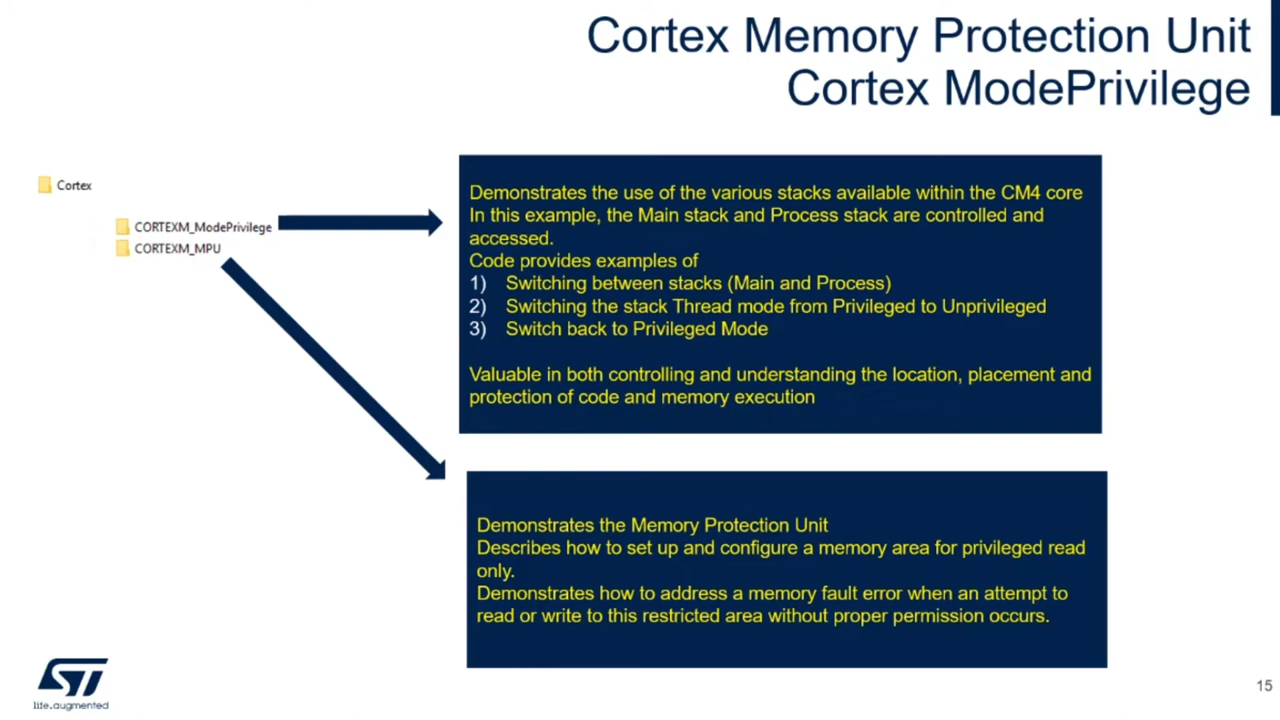 Cortex Memory Protection Unit
Cortex ModePrivilege
Cortex
CORTEXM_ModePrivilege
CORTEXM_MPU
Demonstrates the use of the various stacks available within the CM4 core
In this example, the Main stack and Process stack are controlled and
accessed.
Code provides examples of
1) Switching between stacks (Main and Process)
2) Switching the stack Thread mode from Privileged to Unprivileged
3) Switch back to Privileged Mode
Valuable in both controlling and understanding the location, placement and
protection of code and memory execution
Demonstrates the Memory Protection Unit
Describes how to set up and configure a memory area for privileged read
only.
Demonstrates how to address a memory fault error when an attempt to
read or write to this restricted area without proper permission occurs.
ST
life.augmented
15